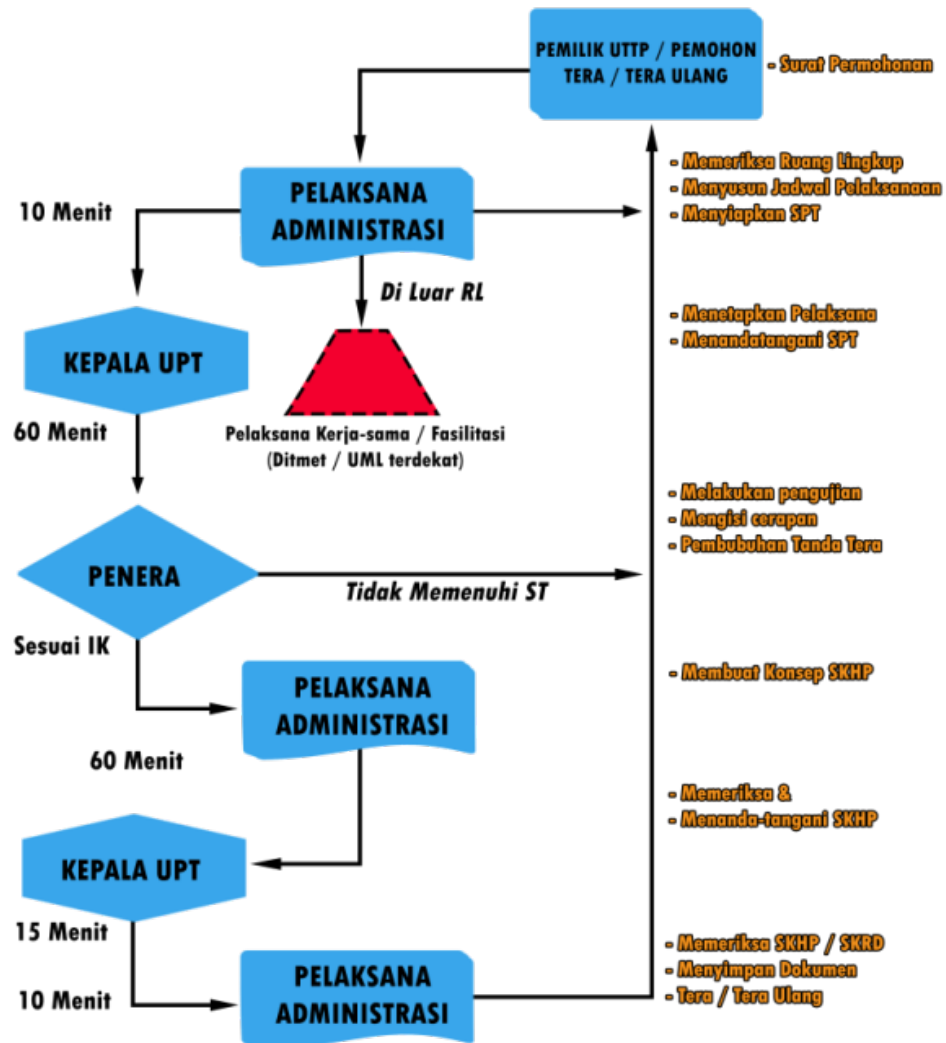 PEMILIK UTTP / PEMOHON
TERA / TERA ULANG
- Surat Permohonan
PELAKSANA
ADMINISTRASI
10 Menit
- Memeriksa Ruang Lingkup
- Menyusun Jadwal Pelaksanaan
- Menyiapkan SPT
Di Luar RL
KEPALA UPT
- Menetapkan Pelaksana
- Menandatangani SPT
60 Menit
Pelaksana Kerja-sama / Fasilitasi
(Ditmet / UML terdekat)
PENERA
Tidak Memenuhi ST
- Melakukan pengujian
- Mengisi cerapan
- Pembubuhan Tanda Tera
Sesuai IK
PELAKSANA
ADMINISTRASI
- Membuat Konsep SKHP
60 Menit
KEPALA UPT
- Memeriksa &
- Menanda-tangani SKHP
15 Menit
10 Menit
PELAKSANA
ADMINISTRASI
- Memeriksa SKHP / SKRD
- Menyimpan Dokumen
- Tera / Tera Ulang